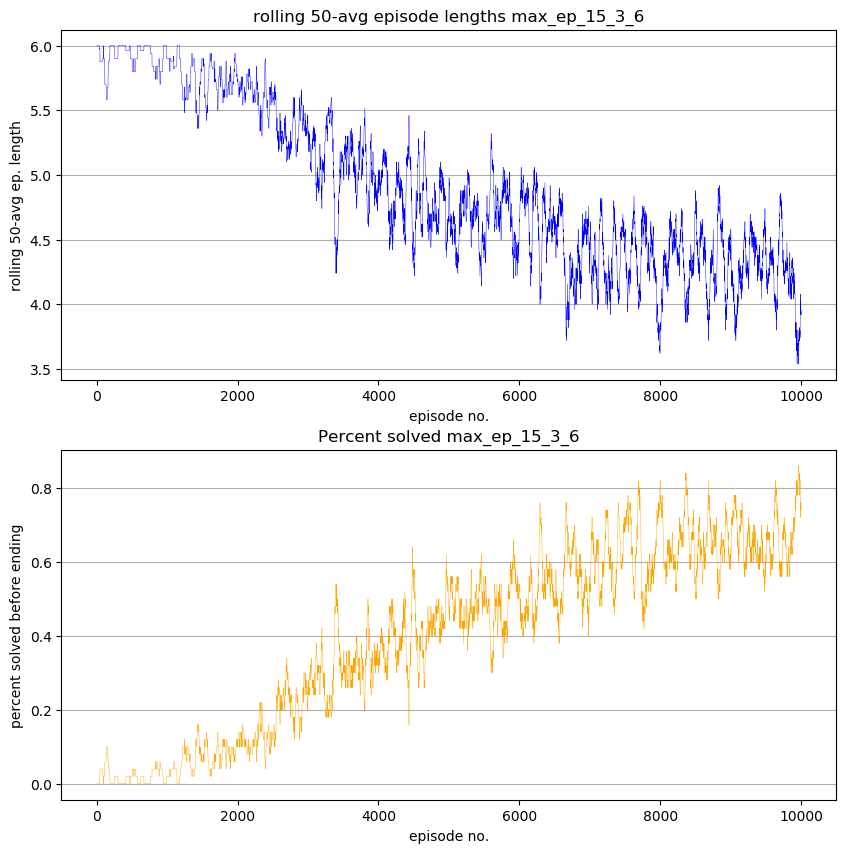 rolling 50-avg episode lengths max_ep_15_3_6
rolling 50-avg ep. length
6.0
5.5
5.0
4.5
4.0
3.5
0 2000 4000 6000 8000 10000
episode no.
Percent solved max_ep_15_3_6
percent solved before ending
0.8
0.6
0.4
0.2
0.0
0 2000 4000 6000 8000 10000
episode no.